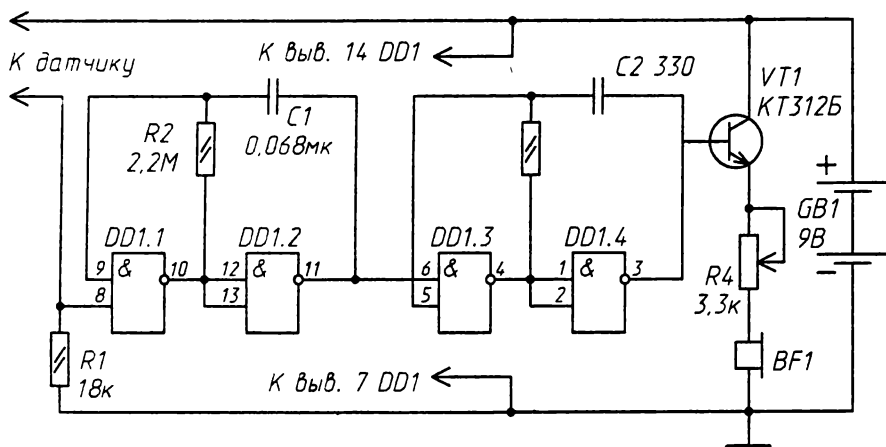 К выв. 14 DD1
К датчику
C1
0,068мк
C2 330
VT1
КТ312Б
R2
2,2М
DD1.1
DD1.2
DD1.3
DD1.4
+
GB1
9В
−
9
&
10
8
12
&
11
13
6
&
4
5
1
&
3
2
R4
3,3к
R1
18к
К выв. 7 DD1
BF1